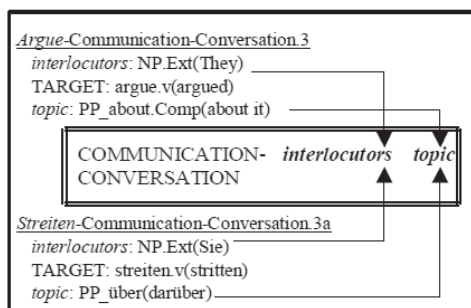 Argue-Communication-Conversation.3
interlocutors: NP.Ext(They)
TARGET: argue.v(argued)
topic: PP_about.Comp(about it)
COMMUNICATION- interlocutors topic
CONVERSATION
Streiten-Communication-Conversation.3a
interlocutors: NP.Ext(Sie)
TARGET: streiten.v(stritten)
topic: PP_über(darüber)